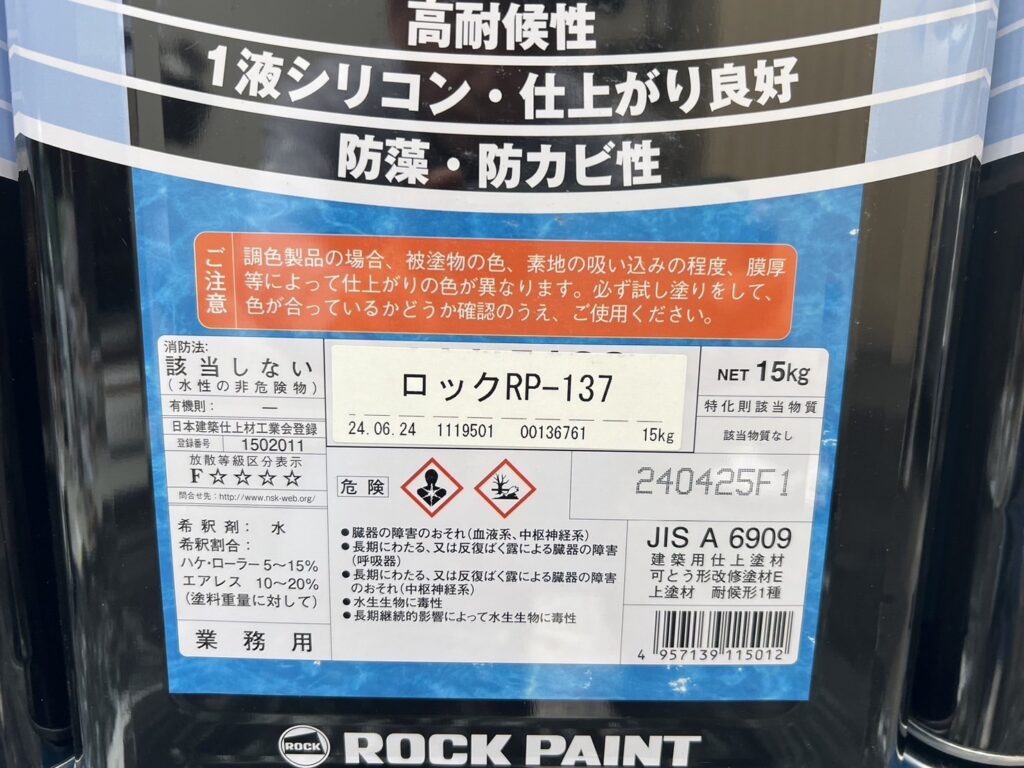 高耐候性
1液シリコン・仕上がり良好
防藻・防カビ性
ご注意
調色製品の場合、被塗物の色、素地の吸い込みの程度、膜厚
等によって仕上がりの色が異なります。必ず試し塗りをして、
色が合っているかどうか確認のうえ、ご使用ください。
消防法:
該当しない
(水性の非危険物)
有機則: ―
日本建築仕上材工業会登録
登録番号 1502011
放散等級区分表示
F☆☆☆☆
問合せ先:http://www.nsk-web.org/
希釈剤: 水
希釈割合:
ハケ・ローラー 5〜15%
エアレス 10〜20%
(塗料重量に対して)
業務用
ロックRP-137
24.06.24 1119501 00136761 15kg
危険
●臓器の障害のおそれ(血液系、中枢神経系)
●長期にわたる、又は反復ばく露による臓器の障害
(呼吸器)
●長期にわたる、又は反復ばく露による臓器の障害
のおそれ(中枢神経系)
●水生生物に毒性
●長期継続的影響によって水生生物に毒性
NET 15kg
特化則該当物質
該当物質なし
240425F1
JIS A 6909
建築用仕上塗材
可とう形改修塗材E
上塗材 耐候形1種
4 957139 115012
ROCK ROCK PAINT